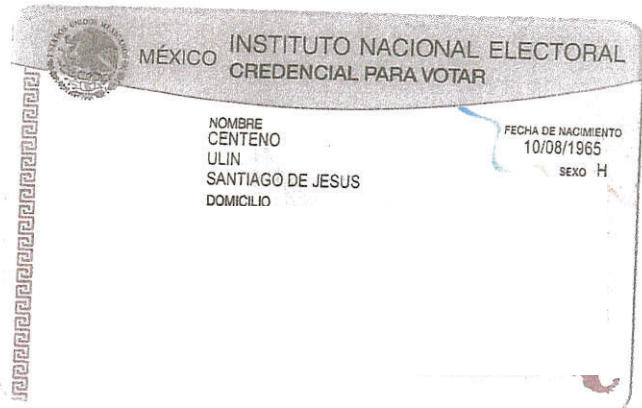 MÉXICO INSTITUTO NACIONAL ELECTORAL
CREDENCIAL PARA VOTAR
NOMBRE
CENTENO
ULIN
SANTIAGO DE JESUS
DOMICILIO
FECHA DE NACIMIENTO
10/08/1965
SEXO H